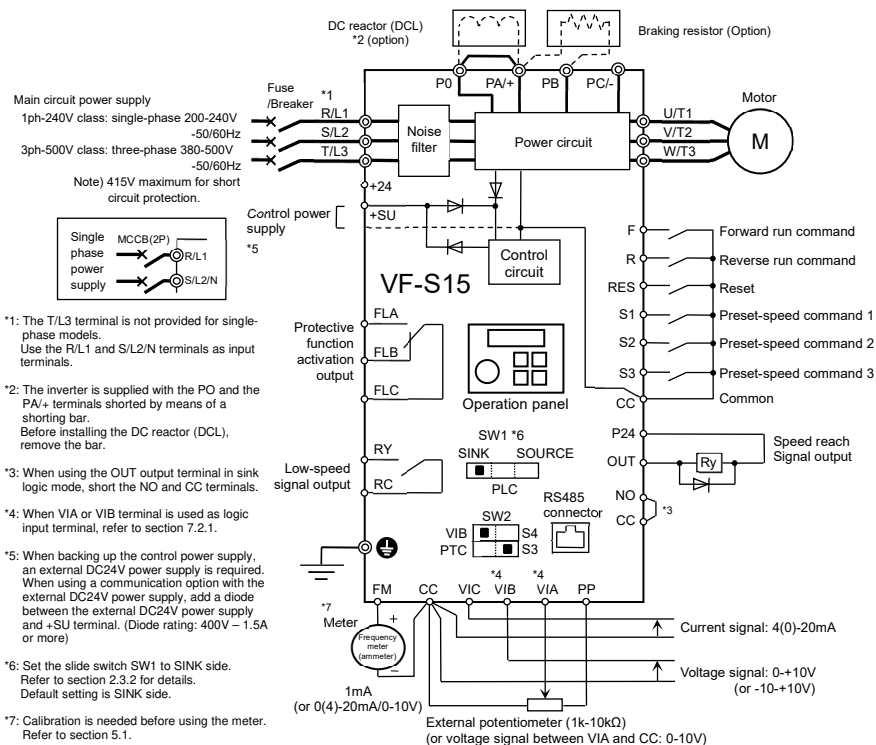 DC reactor (DCL)
*2 (option)
Braking resistor (Option)
P0 PA/+ PB PC/-
Main circuit power supply
1ph-240V class: single-phase 200-240V
-50/60Hz
3ph-500V class: three-phase 380-500V
-50/60Hz
Note) 415V maximum for short
circuit protection.
Fuse
/Breaker
*1
R/L1
S/L2
T/L3
Noise
filter
Power circuit
U/T1
V/T2
W/T3
Motor
M
+24
+SU
Control power
supply
*5
Control
circuit
VF-S15
Single
phase
power
supply
MCCB(2P)
R/L1
S/L2/N
*1: The T/L3 terminal is not provided for single-
phase models.
Use the R/L1 and S/L2/N terminals as input
terminals.
*2: The inverter is supplied with the PO and the
PA/+ terminals shorted by means of a
shorting bar.
Before installing the DC reactor (DCL),
remove the bar.
*3: When using the OUT output terminal in sink
logic mode, short the NO and CC terminals.
*4: When VIA or VIB terminal is used as logic
input terminal, refer to section 7.2.1.
*5: When backing up the control power supply,
an external DC24V power supply is required.
When using a communication option with the
external DC24V power supply, add a diode
between the external DC24V power supply
and +SU terminal. (Diode rating: 400V – 1.5A
or more)
*6: Set the slide switch SW1 to SINK side.
Refer to section 2.3.2 for details.
Default setting is SINK side.
*7: Calibration is needed before using the meter.
Refer to section 5.1.
Protective
function
activation
output
FLA
FLB
FLC
Low-speed
signal output
RY
RC
Operation panel
SW1 *6
SINK SOURCE
PLC
SW2
VIB S4
PTC S3
RS485
connector
F Forward run command
R Reverse run command
RES Reset
S1 Preset-speed command 1
S2 Preset-speed command 2
S3 Preset-speed command 3
CC Common
P24
OUT
Ry
Speed reach
Signal output
NO
CC
*3
*4 *4
FM CC VIC VIB VIA PP
*7
Meter
+
Frequency
meter
(ammeter)
−
1mA
(or 0(4)-20mA/0-10V)
Current signal: 4(0)-20mA
Voltage signal: 0-+10V
(or -10-+10V)
External potentiometer (1k-10kΩ)
(or voltage signal between VIA and CC: 0-10V)